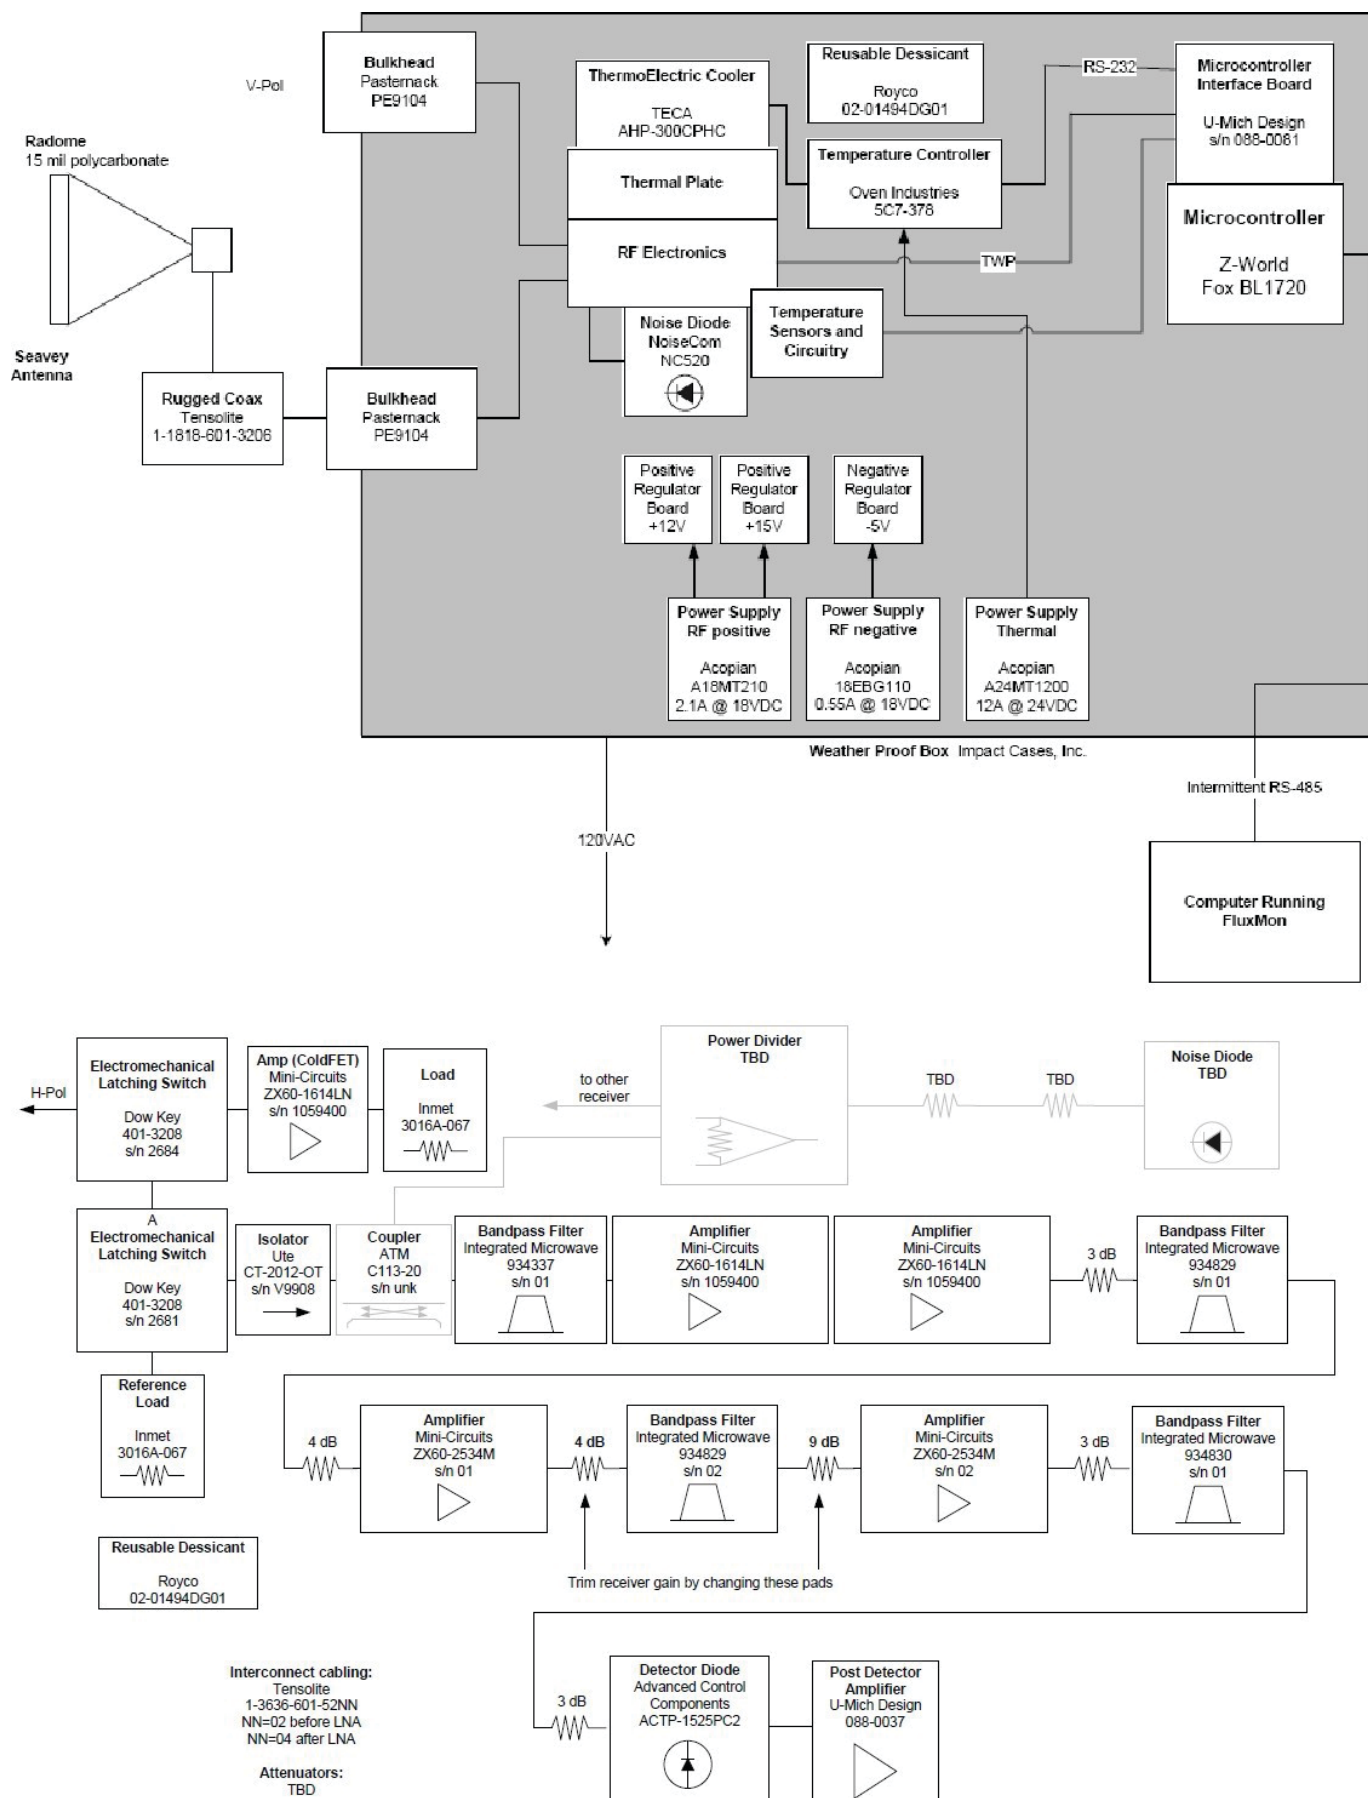 V-Pol
Bulkhead
Pasternack
PE9104
Radome
15 mil polycarbonate
Seavey
Antenna
Rugged Coax
Tensolite
1-1818-601-3206
Bulkhead
Pasternack
PE9104
ThermoElectric Cooler
TECA
AHP-300CPHC
Thermal Plate
RF Electronics
Noise Diode
NoiseCom
NC520
Temperature
Sensors and
Circuitry
Reusable Dessicant
Royco
02-01494DG01
Temperature Controller
Oven Industries
5C7-378
RS-232
TWP
Microcontroller
Interface Board
U-Mich Design
s/n 088-0081
Microcontroller
Z-World
Fox BL1720
Positive
Regulator
Board
+12V
Positive
Regulator
Board
+15V
Negative
Regulator
Board
-5V
Power Supply
RF positive
Acopian
A18MT210
2.1A @ 18VDC
Power Supply
RF negative
Acopian
18EBG110
0.55A @ 18VDC
Power Supply
Thermal
Acopian
A24MT1200
12A @ 24VDC
Weather Proof Box Impact Cases, Inc.
120VAC
Intermittent RS-485
Computer Running
FluxMon
H-Pol
Electromechanical
Latching Switch
Dow Key
401-3208
s/n 2684
Amp (ColdFET)
Mini-Circuits
ZX60-1614LN
s/n 1059400
Load
Inmet
3016A-067
to other
receiver
Power Divider
TBD
TBD
TBD
Noise Diode
TBD
A
Electromechanical
Latching Switch
Dow Key
401-3208
s/n 2681
Isolator
Ute
CT-2012-OT
s/n V9908
Coupler
ATM
C113-20
s/n unk
Bandpass Filter
Integrated Microwave
934337
s/n 01
Amplifier
Mini-Circuits
ZX60-1614LN
s/n 1059400
Amplifier
Mini-Circuits
ZX60-1614LN
s/n 1059400
3 dB
Bandpass Filter
Integrated Microwave
934829
s/n 01
Reference
Load
Inmet
3016A-067
4 dB
Amplifier
Mini-Circuits
ZX60-2534M
s/n 01
4 dB
Bandpass Filter
Integrated Microwave
934829
s/n 02
9 dB
Amplifier
Mini-Circuits
ZX60-2534M
s/n 02
3 dB
Bandpass Filter
Integrated Microwave
934830
s/n 01
Trim receiver gain by changing these pads
Reusable Dessicant
Royco
02-01494DG01
Interconnect cabling:
Tensolite
1-3636-601-52NN
NN=02 before LNA
NN=04 after LNA
Attenuators:
TBD
3 dB
Detector Diode
Advanced Control
Components
ACTP-1525PC2
Post Detector
Amplifier
U-Mich Design
088-0037